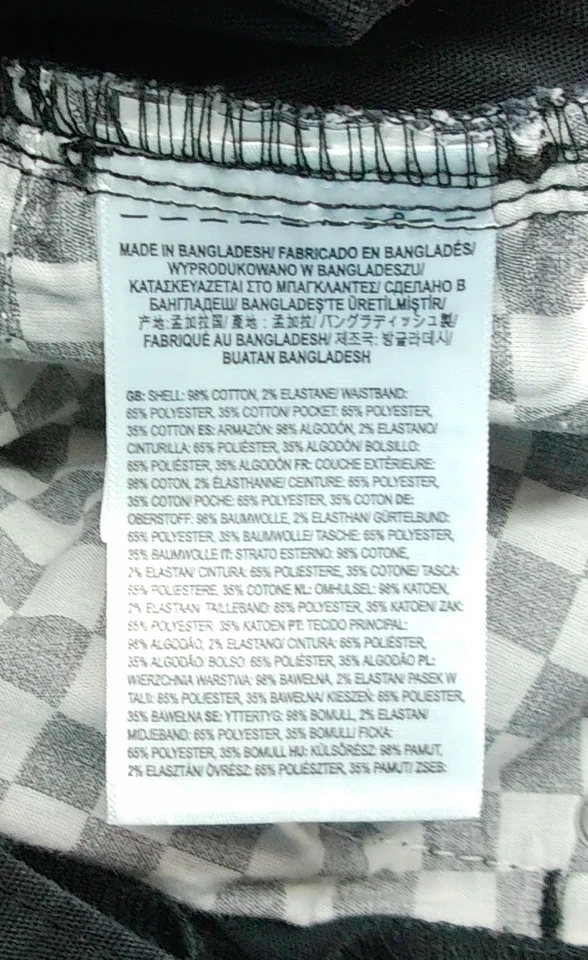 MADE IN BANGLADESH/ FABRICADO EN BANGLADÉS/
WYPRODUKOWANO W BANGLADESZU/
ΚΑΤΑΣΚΕΥΑΖΕΤΑΙ ΣΤΟ ΜΠΑΓΚΛΑΝΤΕΣ/ СДЕЛАНО В
БАНГЛАДЕШ/ BANGLADEŞ'TE ÜRETİLMİŞTİR/
产地:孟加拉国/ 產地:孟加拉/ バングラディッシュ製/
FABRIQUÉ AU BANGLADESH/ 제조국: 방글라데시/
BUATAN BANGLADESH
GB: SHELL: 98% COTTON, 2% ELASTANE/ WAISTBAND:
65% POLYESTER, 35% COTTON/ POCKET: 65% POLYESTER,
35% COTTON ES: ARMAZÓN: 98% ALGODÓN, 2% ELASTANO/
CINTURILLA: 65% POLIÉSTER, 35% ALGODÓN/ BOLSILLO:
65% POLIÉSTER, 35% ALGODÓN FR: COUCHE EXTÉRIEURE:
98% COTON, 2% ÉLASTHANNE/ CEINTURE: 65% POLYESTER,
35% COTON/ POCHE: 65% POLYESTER, 35% COTON DE:
OBERSTOFF: 98% BAUMWOLLE, 2% ELASTHAN/ GÜRTELBUND:
65% POLYESTER, 35% BAUMWOLLE/ TASCHE: 65% POLYESTER,
35% BAUMWOLLE IT: STRATO ESTERNO: 98% COTONE,
2% ELASTAN/ CINTURA: 65% POLIESTERE, 35% COTONE/ TASCA:
65% POLIESTERE, 35% COTONE NL: OMHULSEL: 98% KATOEN,
2% ELASTAAN TAILLEBAND: 65% POLYESTER, 35% KATOEN/ ZAK:
65% POLYESTER, 35% KATOEN PT: TECIDO PRINCIPAL:
98% ALGODÃO, 2% ELASTANO/ CINTURA: 65% POLIÉSTER,
35% ALGODÃO/ BOLSO: 65% POLIÉSTER, 35% ALGODÃO PL:
WIERZCHNIA WARSTWA: 98% BAWEŁNA, 2% ELASTAN/ PASEK W
TALII: 65% POLIESTER, 35% BAWEŁNA/ KIESZEŃ: 65% POLIESTER,
35% BAWEŁNA SE: YTTERTYG: 98% BOMULL, 2% ELASTAN/
MIDJEBAND: 65% POLYESTER, 35% BOMULL/ FICKA:
65% POLYESTER, 35% BOMULL HU: KÜLSŐRÉSZ: 98% PAMUT,
2% ELASZTÁN/ ÖVRÉSZ: 65% POLIÉSZTER, 35% PAMUT/ ZSEB: